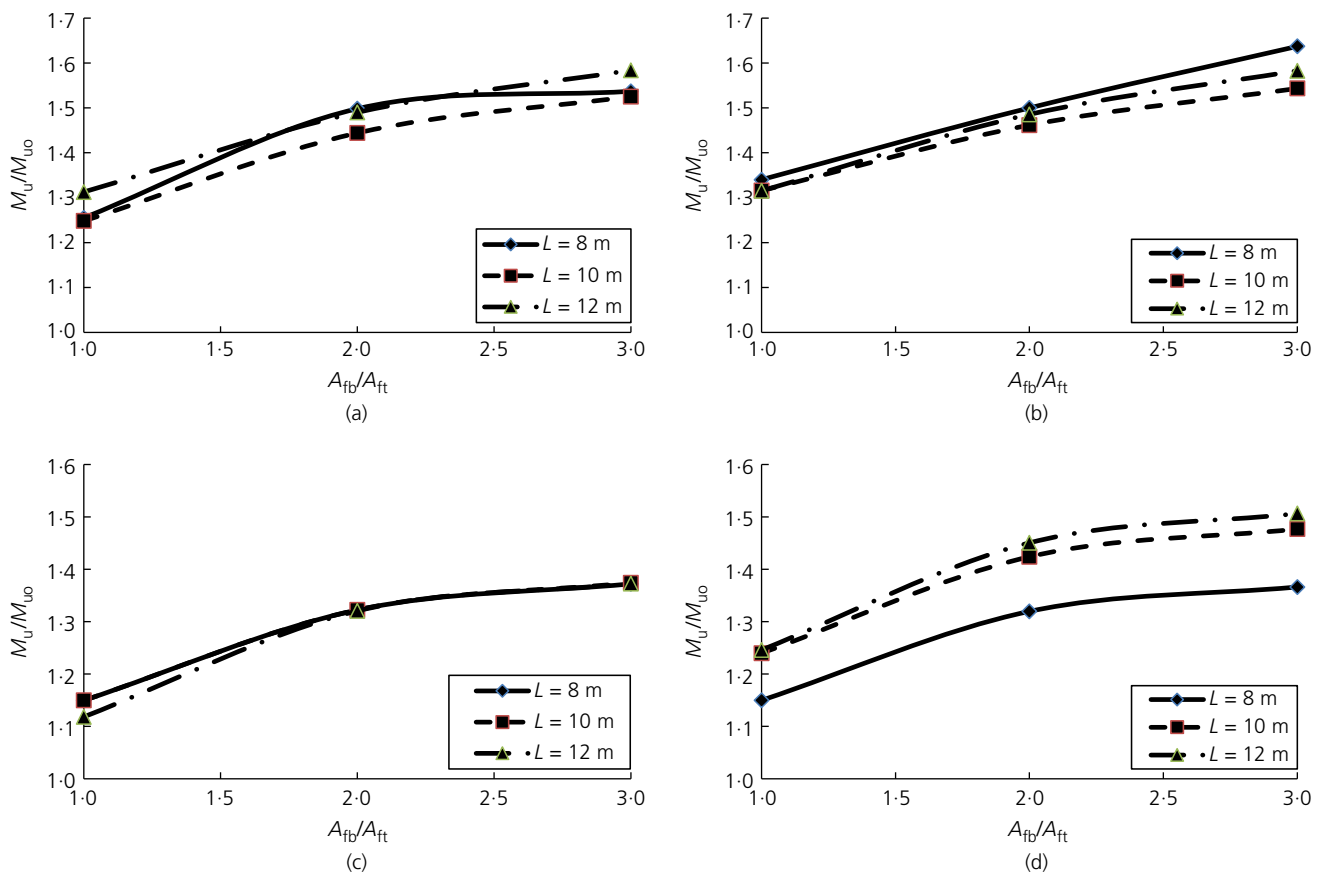 1·7
1·6
1·5
1·4
1·3
1·2
1·1
1·0
Mu/Muo
1·0 1·5 2·0 2·5 3·0
Afb/Aft
(a)
L = 8 m
L = 10 m
L = 12 m
1·7
1·6
1·5
1·4
1·3
1·2
1·1
1·0
Mu/Muo
1·0 1·5 2·0 2·5 3·0
Afb/Aft
(b)
L = 8 m
L = 10 m
L = 12 m
1·6
1·5
1·4
1·3
1·2
1·1
1·0
Mu/Muo
1·0 1·5 2·0 2·5 3·0
Afb/Aft
(c)
L = 8 m
L = 10 m
L = 12 m
1·6
1·5
1·4
1·3
1·2
1·1
1·0
Mu/Muo
1·0 1·5 2·0 2·5 3·0
Afb/Aft
(d)
L = 8 m
L = 10 m
L = 12 m